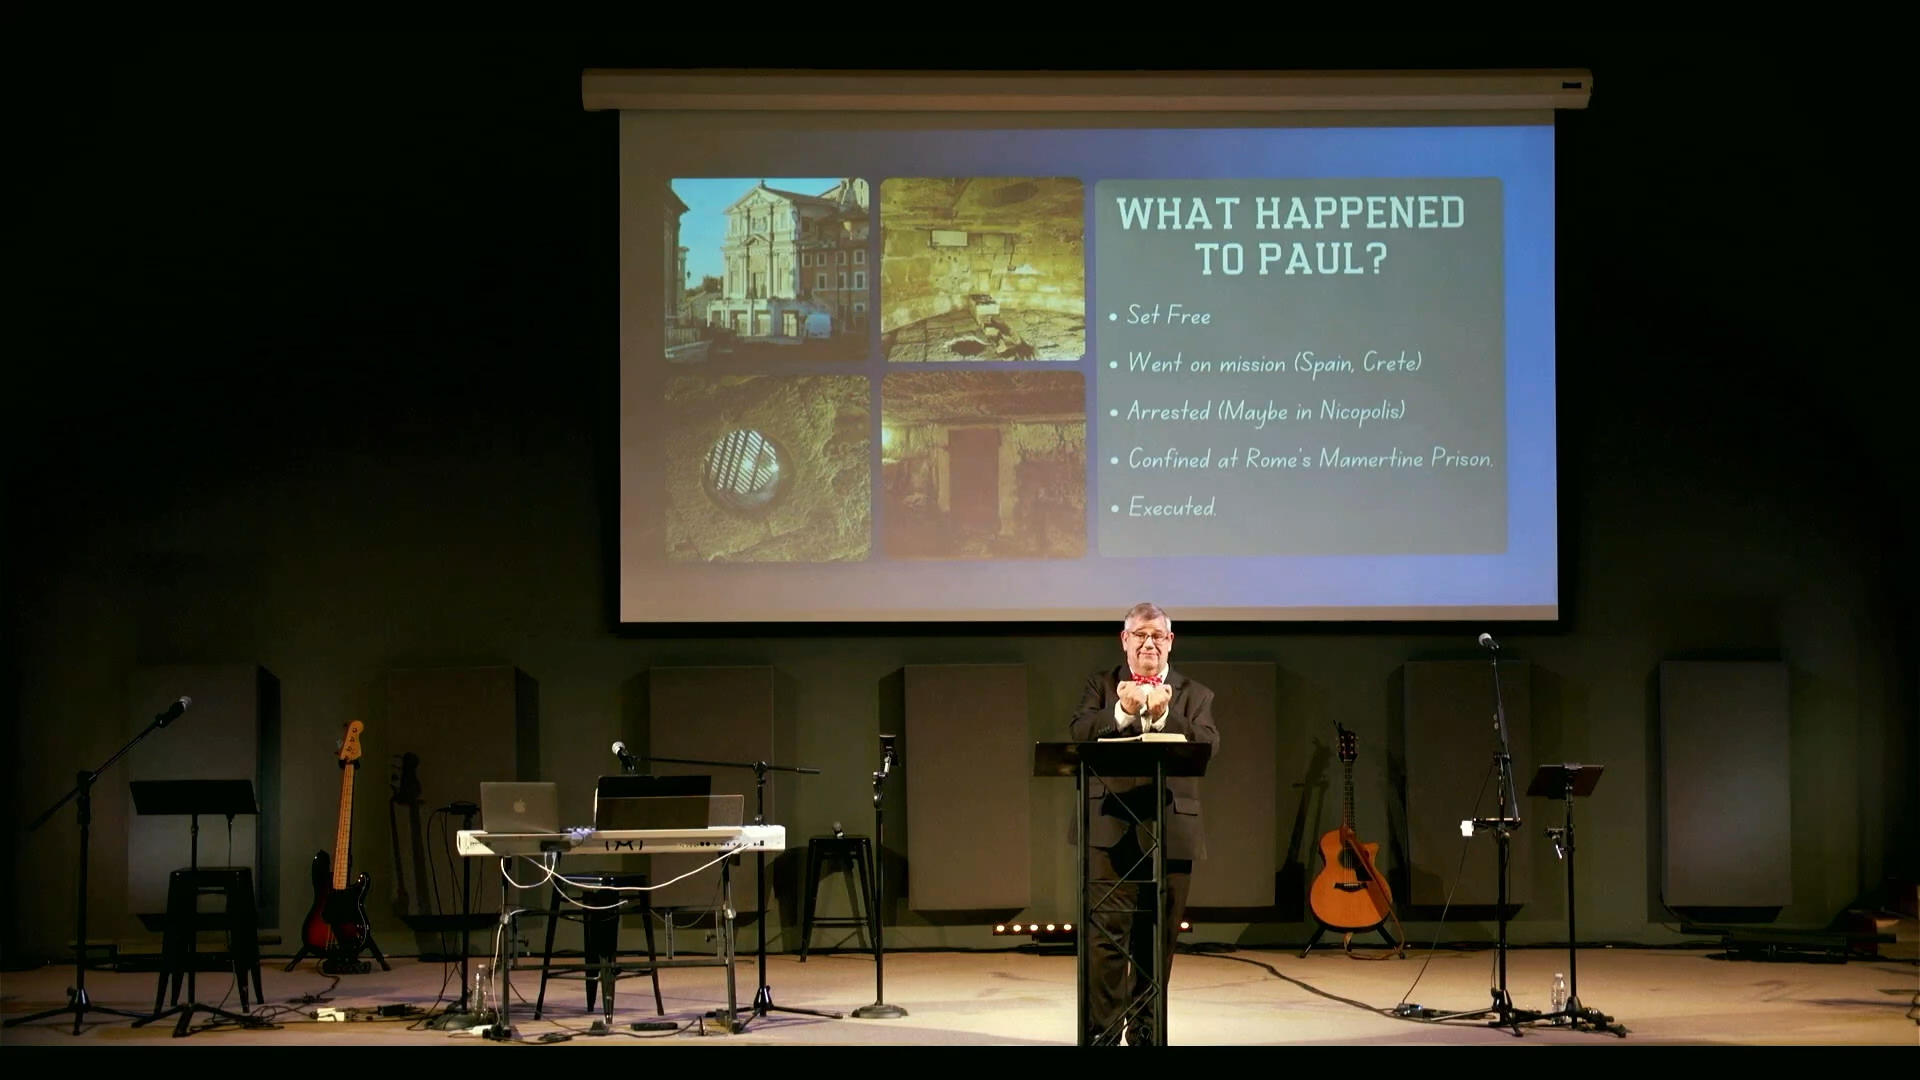 WHAT HAPPENED
TO PAUL?
• Set Free
• Went on mission (Spain, Crete)
• Arrested (Maybe in Nicopolis)
• Confined at Rome's Mamertine Prison.
• Executed.